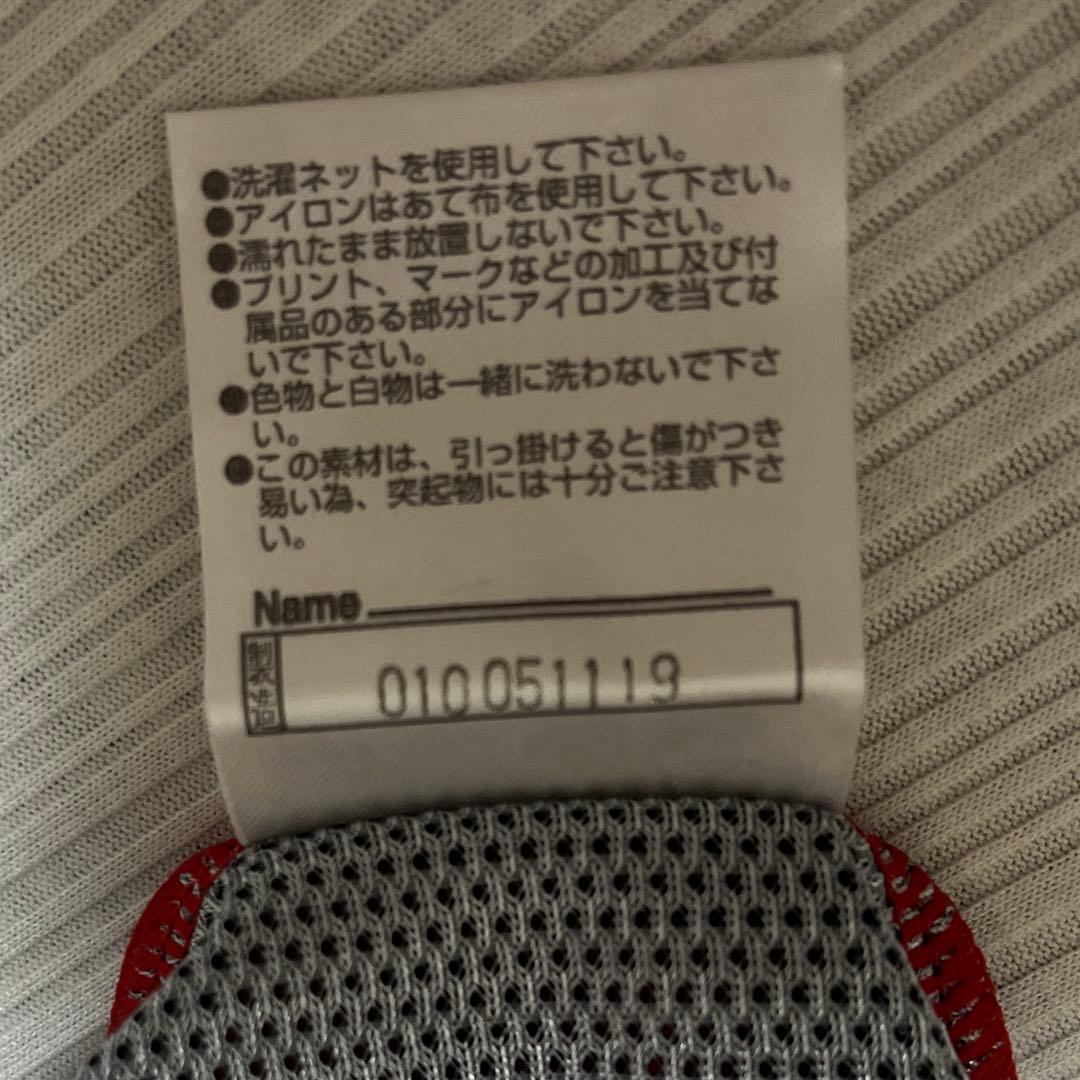 ●洗濯ネットを使用して下さい。
●アイロンはあて布を使用して下さい。
●濡れたまま放置しないで下さい。
●プリント、マークなどの加工及び付
属品のある部分にアイロンを当てな
いで下さい。
●色物と白物は一緒に洗わないで下さ
い。
●この素材は、引っ掛けると傷がつき
易い為、突起物には十分ご注意下さ
い。
Name
010051119